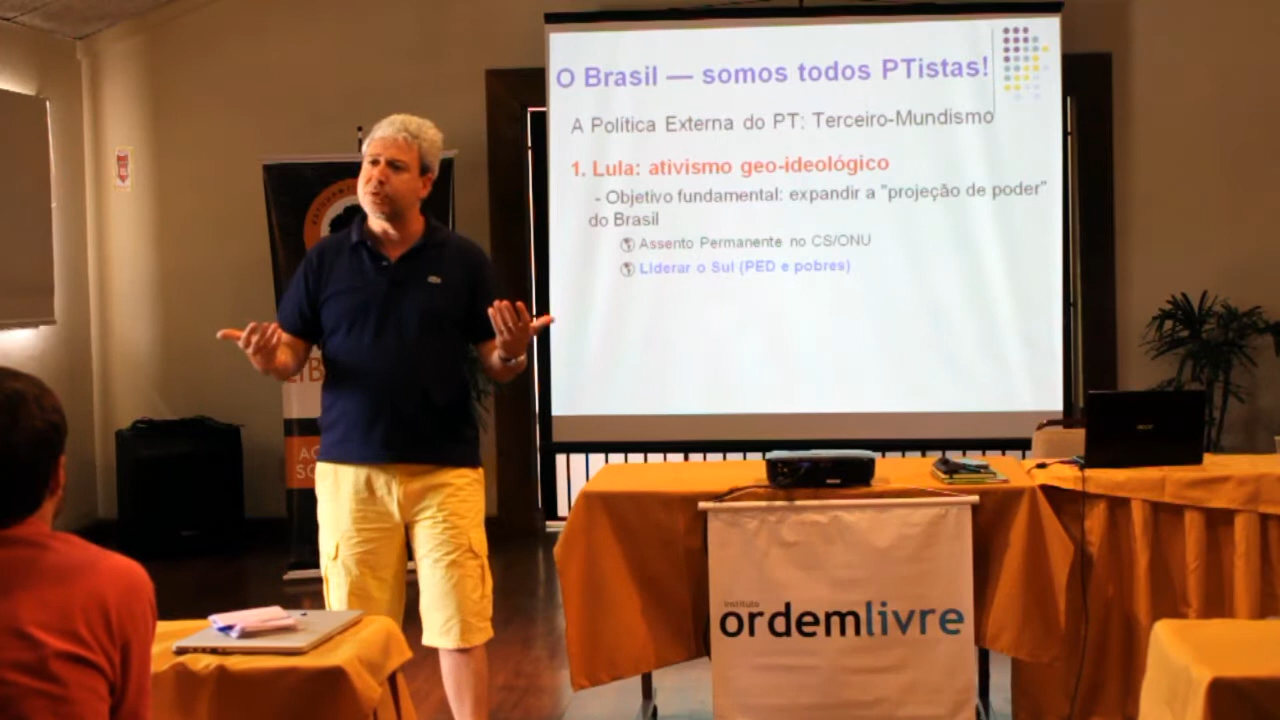 O Brasil — somos todos PTistas!
A Política Externa do PT: Terceiro-Mundismo
1. Lula: ativismo geo-ideológico
- Objetivo fundamental: expandir a "projeção de poder"
do Brasil
Assento Permanente no CS/ONU
Liderar o Sul (PED e pobres)
instituto
ordemlivre
acer